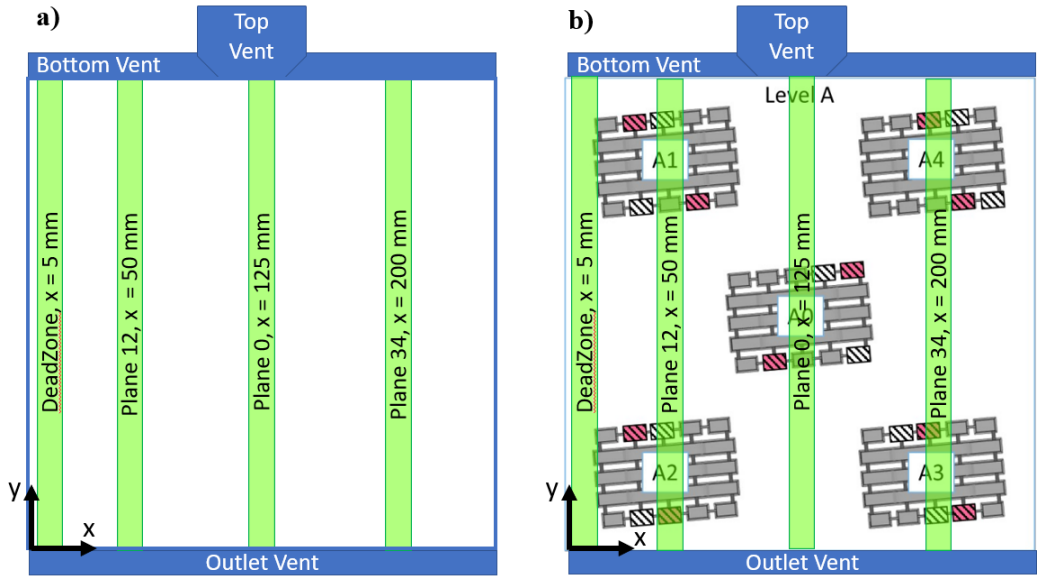 a)
Top
Vent
Bottom Vent
DeadZone, x = 5 mm
Plane 12, x = 50 mm
Plane 0, x = 125 mm
Plane 34, x = 200 mm
y
x
Outlet Vent
b)
Top
Vent
Bottom Vent
Level A
A1
A4
DeadZone, x = 5 mm
Plane 12, x = 50 mm
Plane 0, x = 125 mm
Plane 34, x = 200 mm
A0
A2
A3
y
x
Outlet Vent